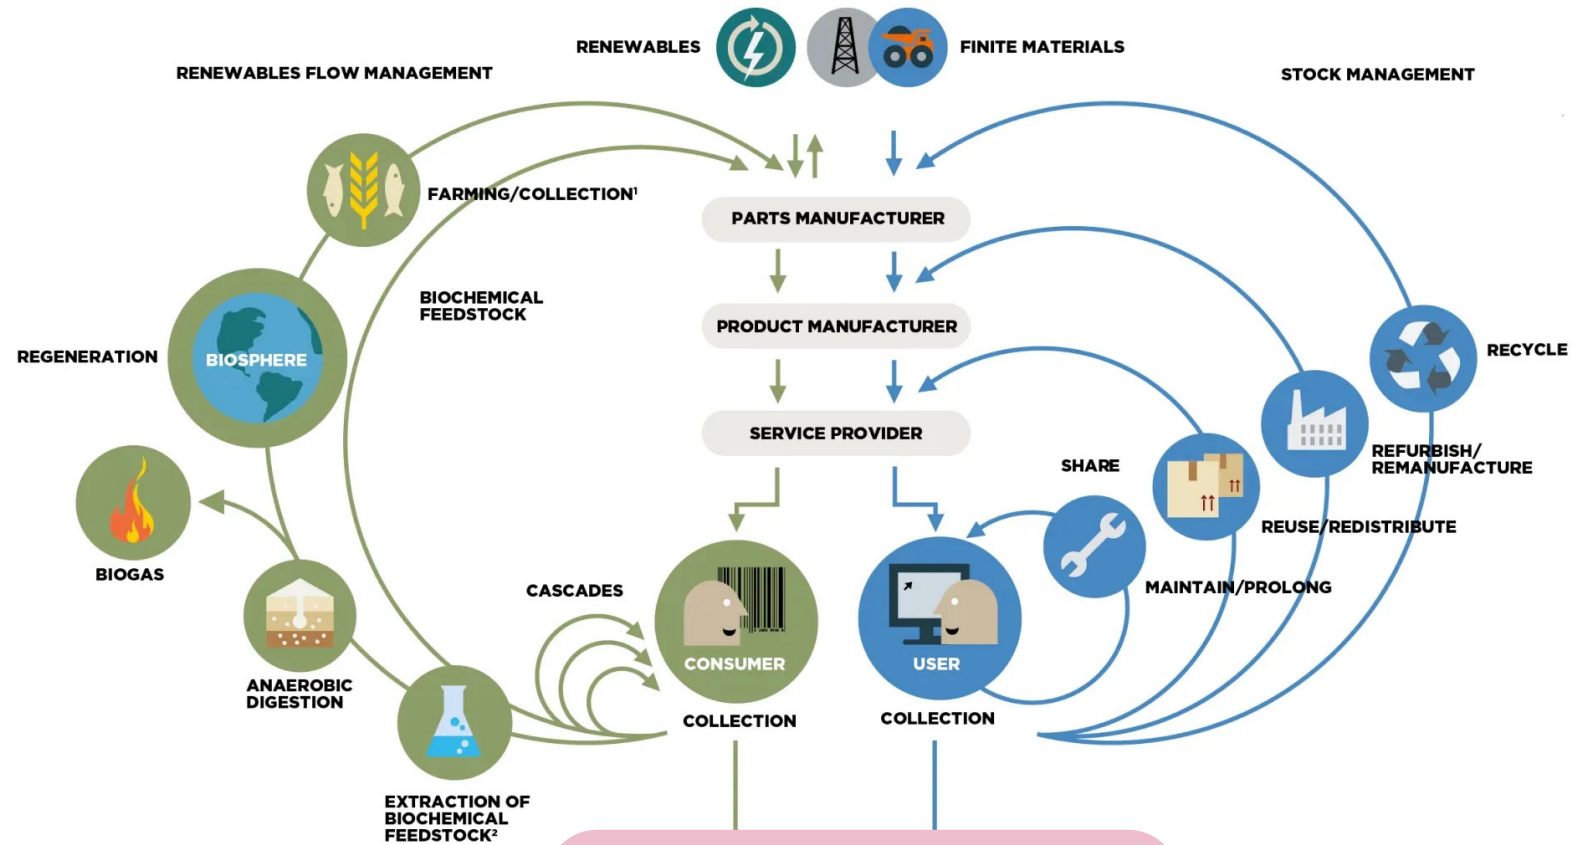 RENEWABLES
FINITE MATERIALS
RENEWABLES FLOW MANAGEMENT
STOCK MANAGEMENT
FARMING/COLLECTION¹
PARTS MANUFACTURER
BIOCHEMICAL
FEEDSTOCK
PRODUCT MANUFACTURER
REGENERATION
BIOSPHERE
RECYCLE
SERVICE PROVIDER
SHARE
REFURBISH/
REMANUFACTURE
REUSE/REDISTRIBUTE
BIOGAS
CASCADES
MAINTAIN/PROLONG
CONSUMER
USER
ANAEROBIC
DIGESTION
COLLECTION
COLLECTION
EXTRACTION OF
BIOCHEMICAL
FEEDSTOCK²